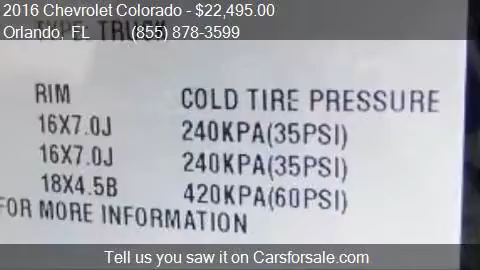 2016 Chevrolet Colorado - $22,495.00
Orlando, FL (855) 878-3599
TYPE: TRUCK
RIM COLD TIRE PRESSURE
16X7.0J 240KPA(35PSI)
16X7.0J 240KPA(35PSI)
18X4.5B 420KPA(60PSI)
FOR MORE INFORMATION
Tell us you saw it on Carsforsale.com